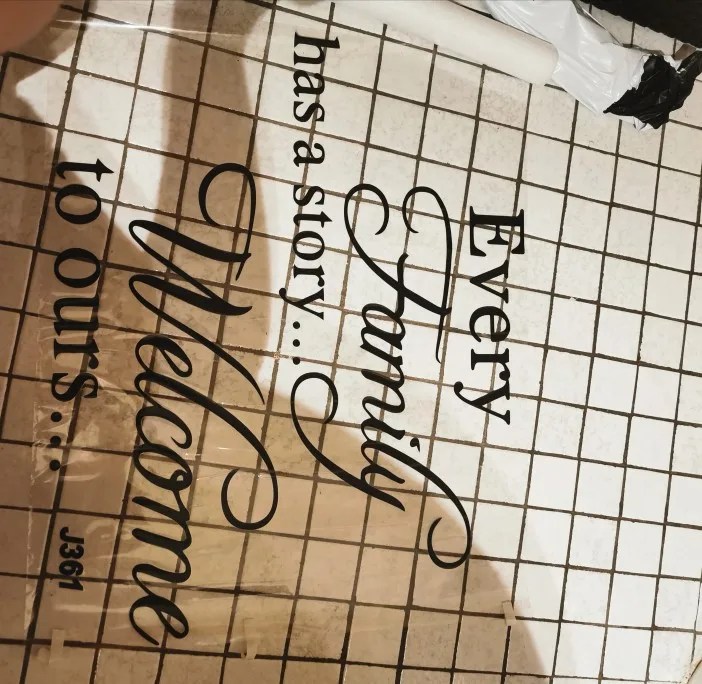 Every
Family
has a story...
Welcome
to ours...
J361